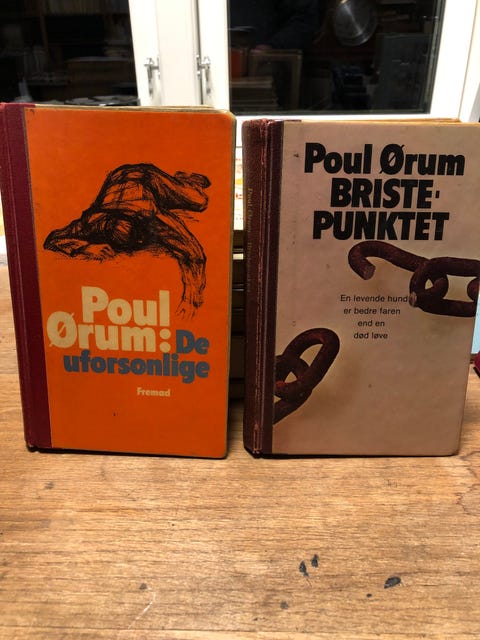 Poul
Ørum: De
uforsonlige
Fremad
Poul Ørum
BRISTE-
PUNKTET
En levende hund
er bedre faren
end en
død løve